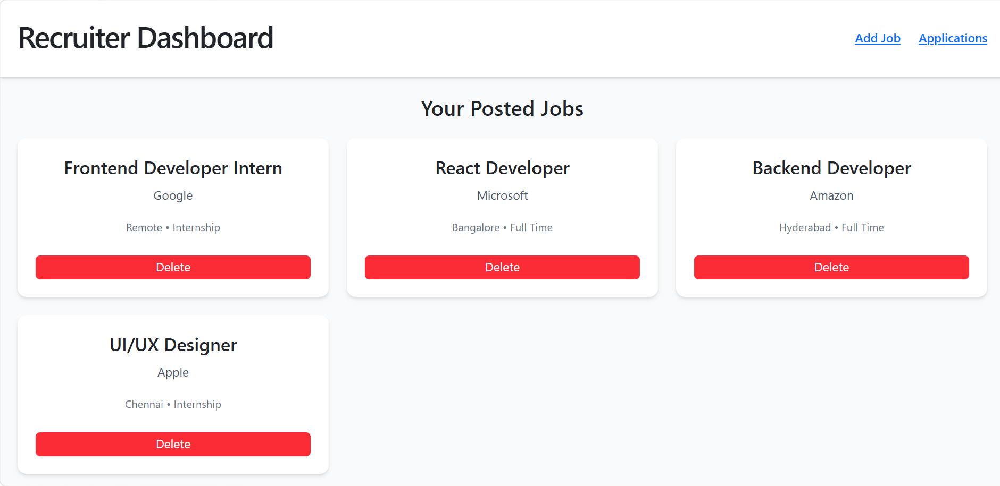 Recruiter Dashboard
Add Job
Applications
Your Posted Jobs
Frontend Developer Intern
Google
Remote • Internship
Delete
React Developer
Microsoft
Bangalore • Full Time
Delete
Backend Developer
Amazon
Hyderabad • Full Time
Delete
UI/UX Designer
Apple
Chennai • Internship
Delete